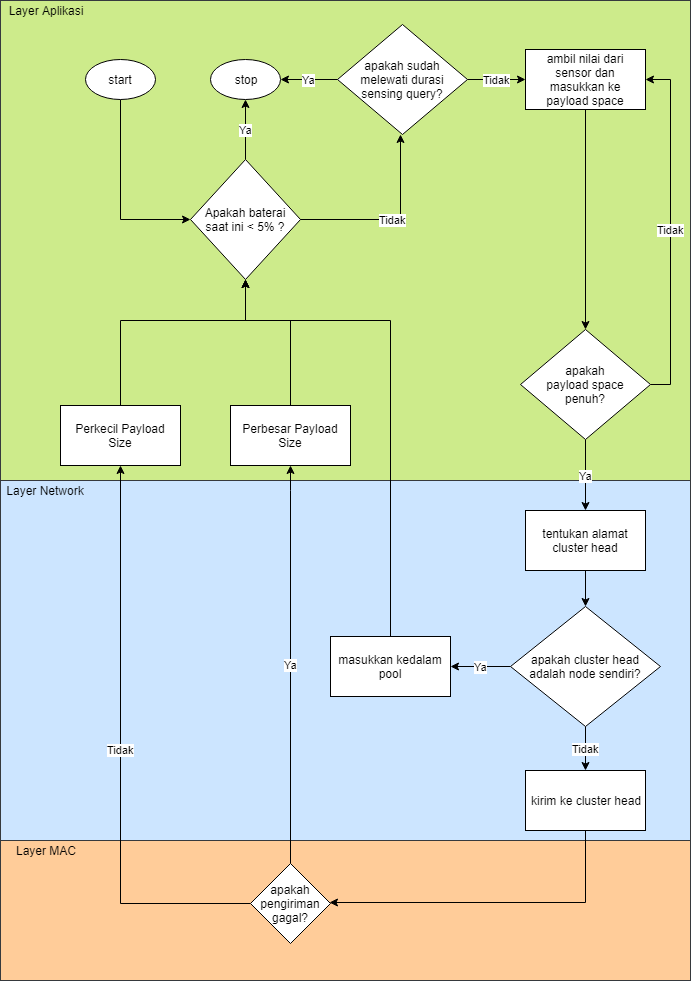 Layer Aplikasi
start
stop
Ya
apakah sudah
melewati durasi
sensing query?
Tidak
ambil nilai dari
sensor dan
masukkan ke
payload space
Ya
Apakah baterai
saat ini < 5% ?
Tidak
Tidak
apakah
payload space
penuh?
Perkecil Payload
Size
Perbesar Payload
Size
Ya
Layer Network
tentukan alamat
cluster head
masukkan kedalam
pool
Ya
apakah cluster head
adalah node sendiri?
Ya
Tidak
Tidak
kirim ke cluster head
Layer MAC
apakah
pengiriman
gagal?